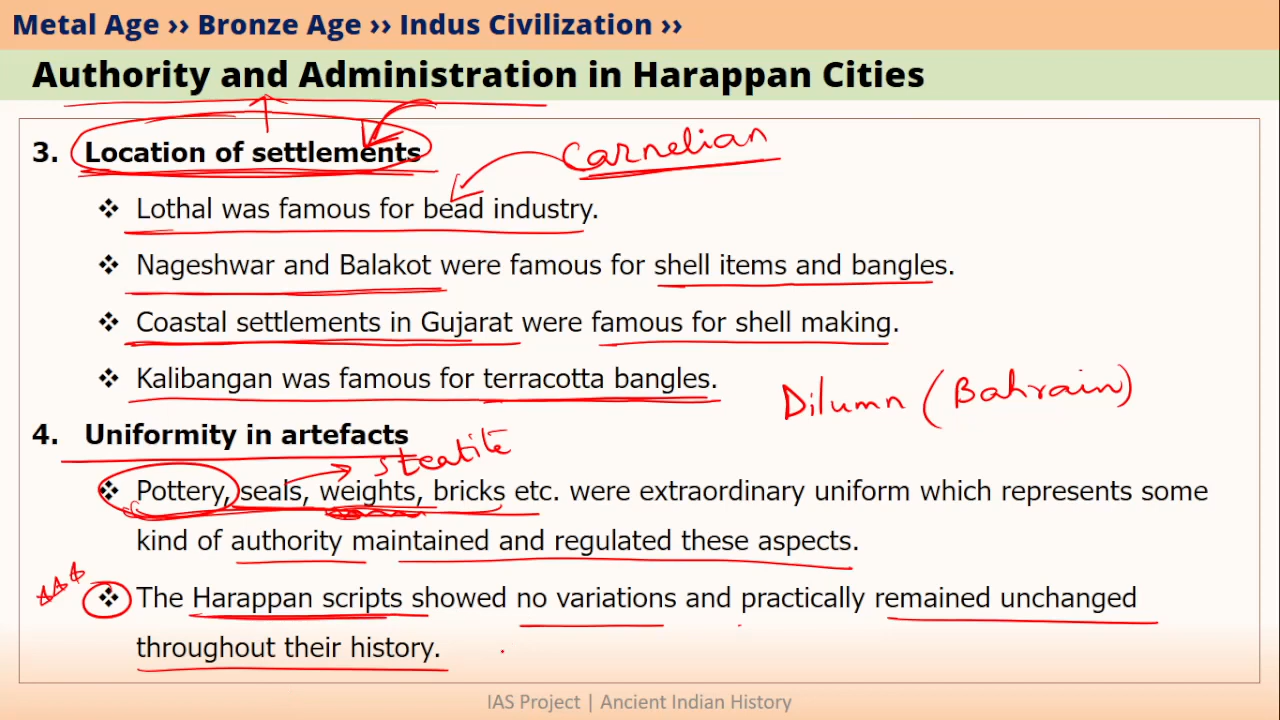 Metal Age ›› Bronze Age ›› Indus Civilization ››
Authority and Administration in Harappan Cities
3. Location of settlements
Carnelian
❖ Lothal was famous for bead industry.
❖ Nageshwar and Balakot were famous for shell items and bangles.
❖ Coastal settlements in Gujarat were famous for shell making.
❖ Kalibangan was famous for terracotta bangles.
Dilumn (Bahrain)
4. Uniformity in artefacts
steatite
❖ Pottery, seals, weights, bricks etc. were extraordinary uniform which represents some
kind of authority maintained and regulated these aspects.
❖ The Harappan scripts showed no variations and practically remained unchanged
throughout their history.
IAS Project | Ancient Indian History